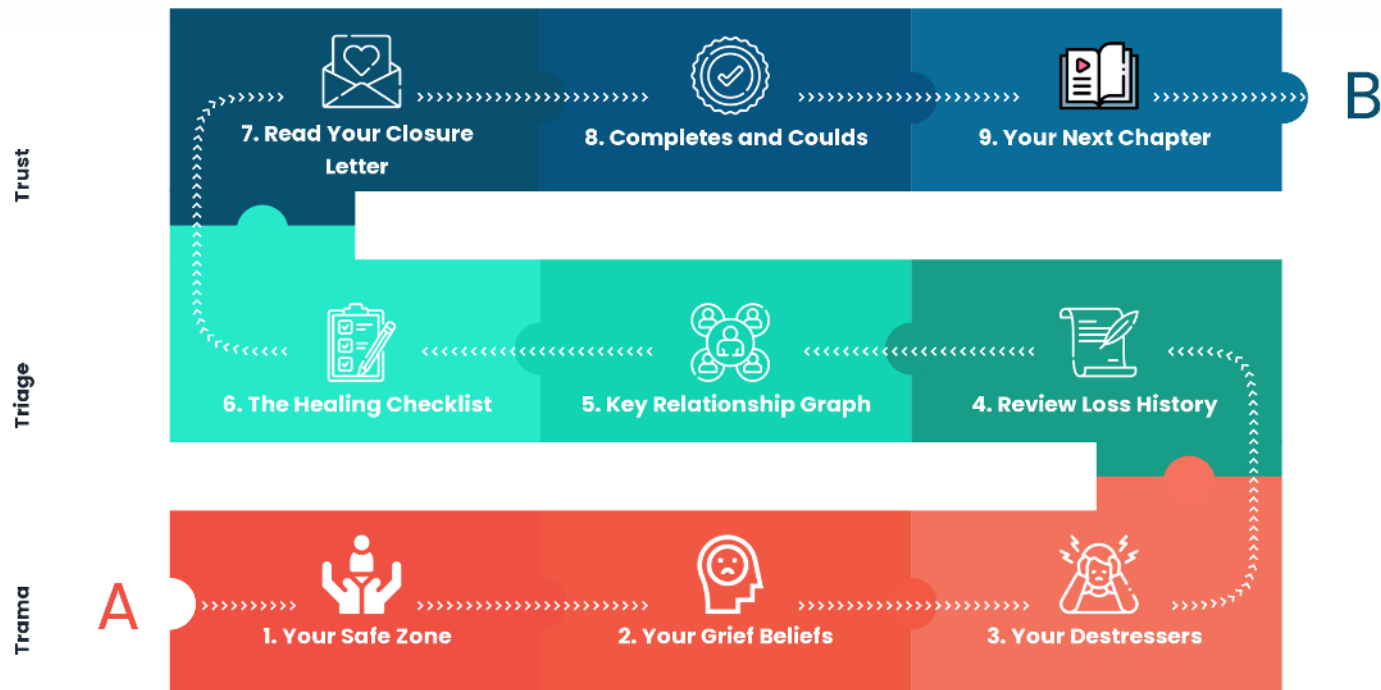 7. Read Your Closure
Letter
8. Completes and Coulds
9. Your Next Chapter
B
Trust
6. The Healing Checklist
5. Key Relationship Graph
4. Review Loss History
Triage
A
1. Your Safe Zone
2. Your Grief Beliefs
3. Your Destressers
Trama